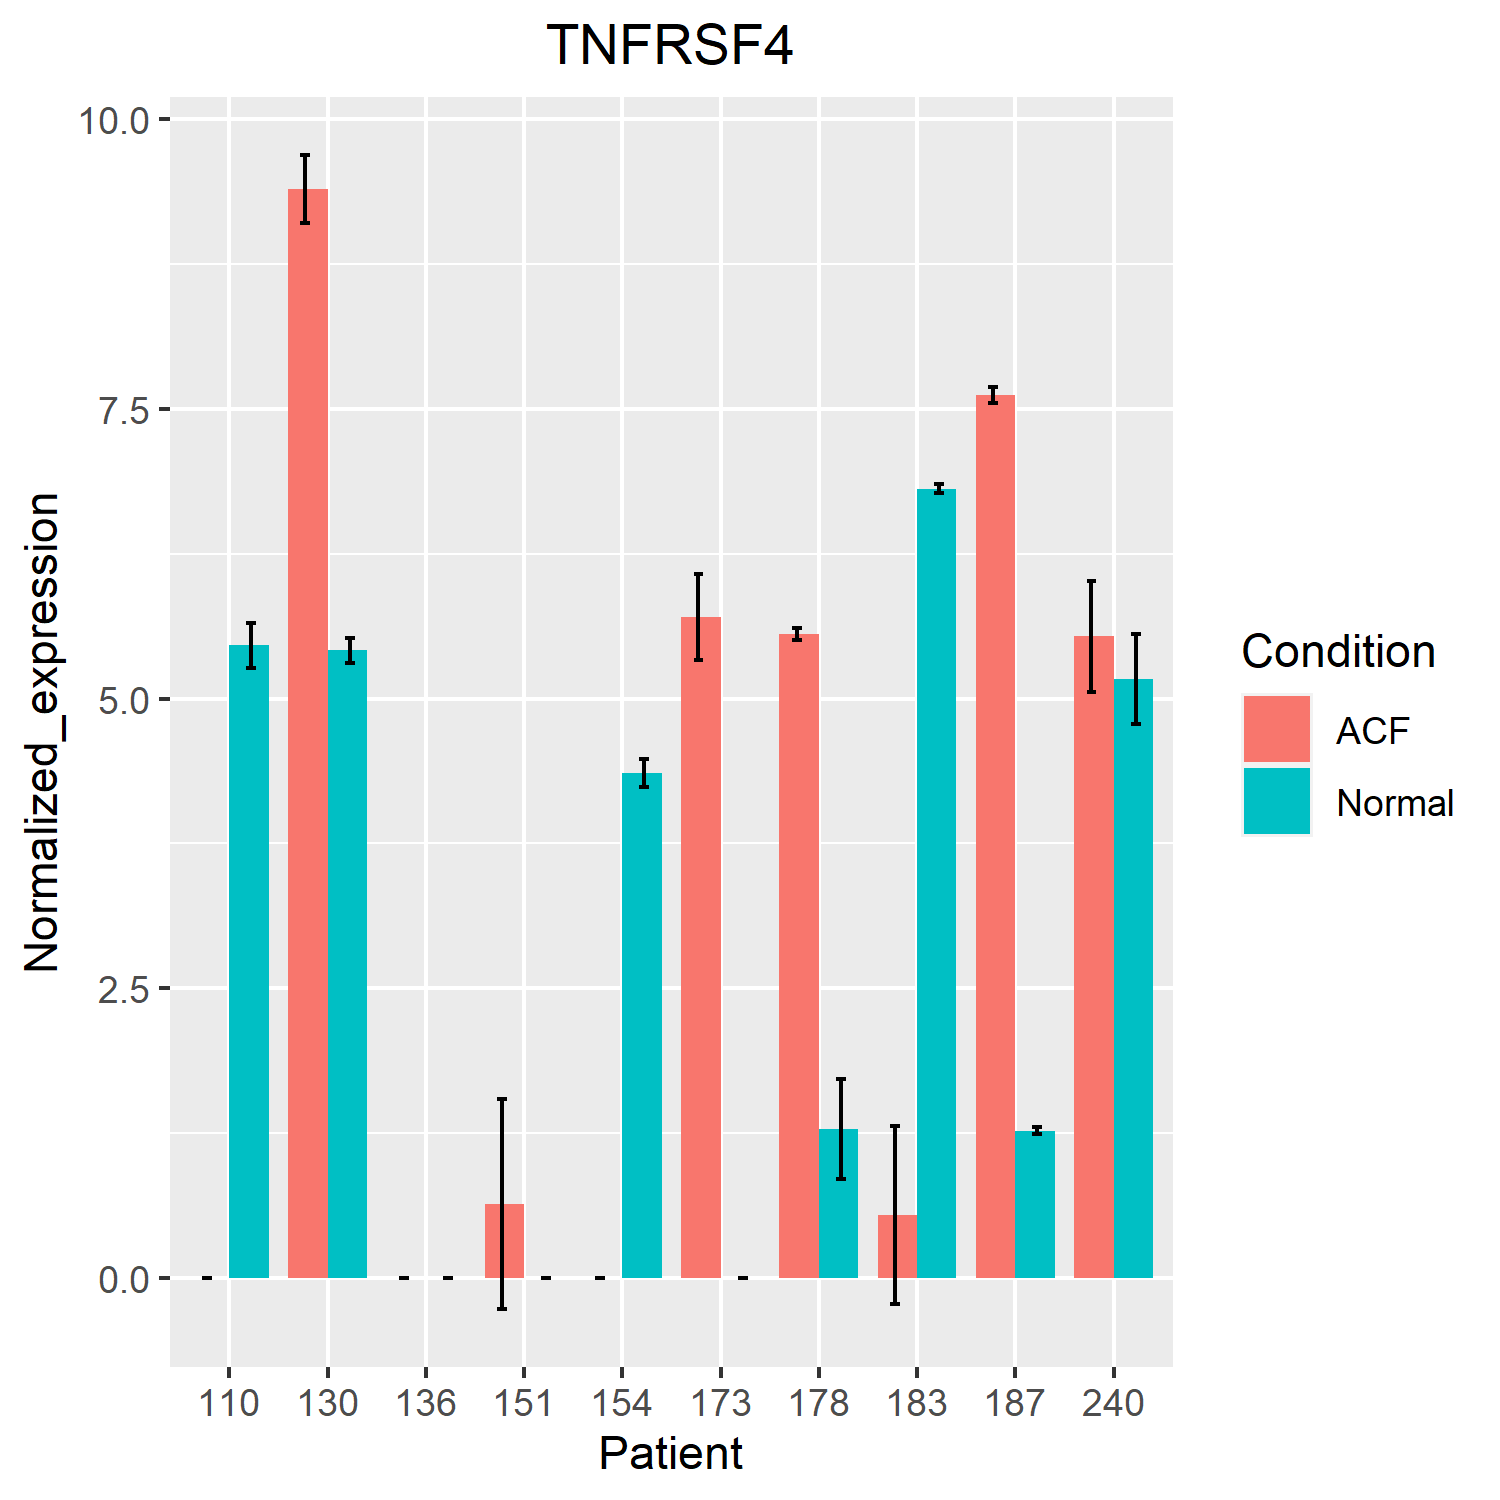 TNFRSF4
10.0
7.5
5.0
2.5
0.0
Normalized_expression
110 130 136 151 154 173 178 183 187 240
Patient
Condition
ACF
Normal